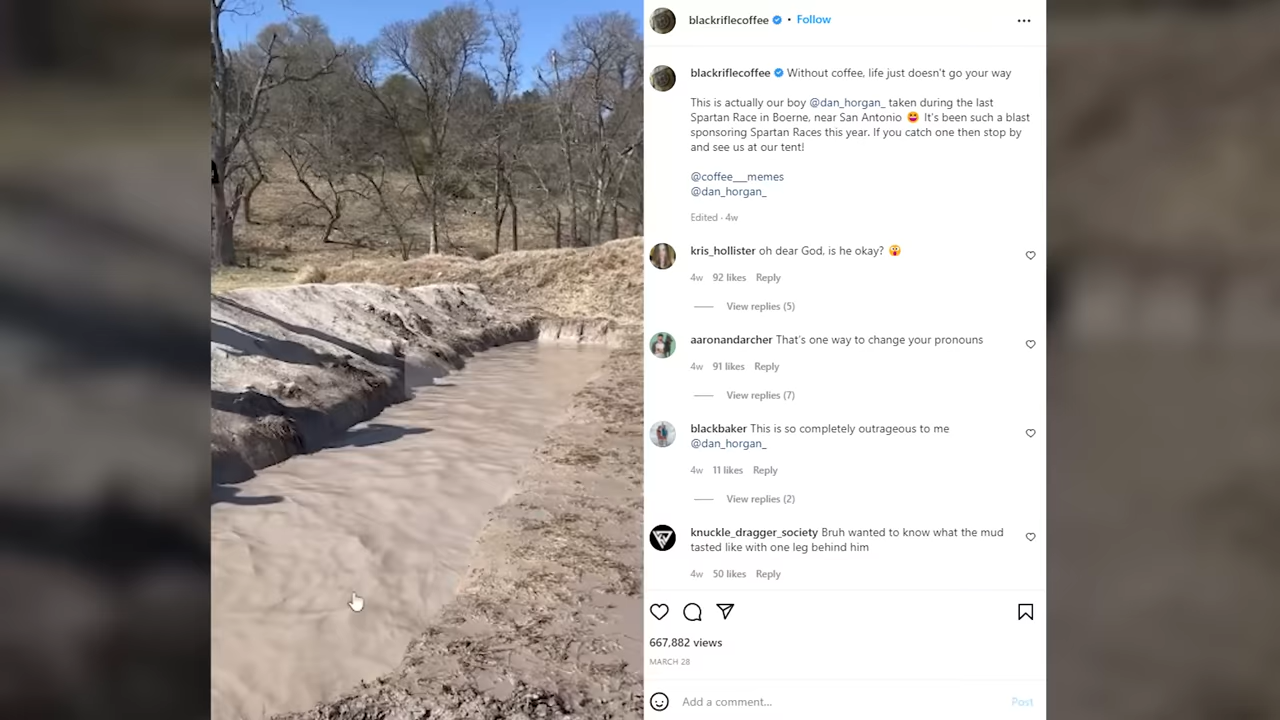 blackriflecoffee • Follow
blackriflecoffee Without coffee, life just doesn't go your way
This is actually our boy @dan_horgan_ taken during the last
Spartan Race in Boerne, near San Antonio 😍 It's been such a blast
sponsoring Spartan Races this year. If you catch one then stop by
and see us at our tent!
@coffee___memes
@dan_horgan_
Edited · 4w
kris_hollister oh dear God, is he okay? 😲
4w 92 likes Reply
View replies (5)
aaronandarcher That's one way to change your pronouns
4w 91 likes Reply
View replies (7)
blackbaker This is so completely outrageous to me
@dan_horgan_
4w 11 likes Reply
View replies (2)
knuckle_dragger_society Bruh wanted to know what the mud
tasted like with one leg behind him
4w 50 likes Reply
667,882 views
MARCH 28
Add a comment... Post